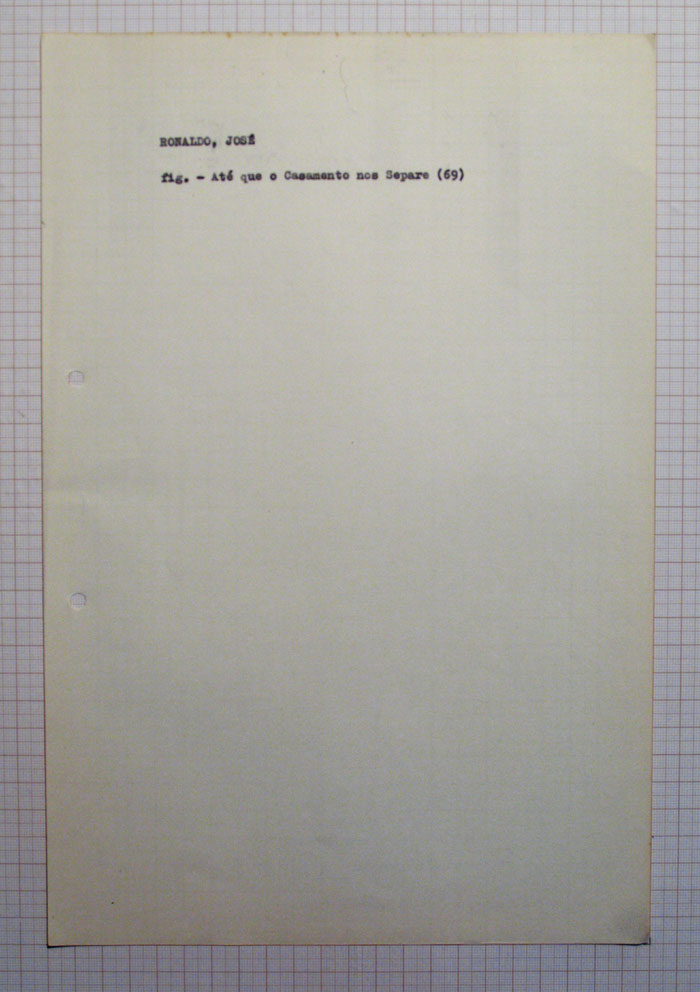 RONALDO, JOSÉ
fig. - Até que o Casamento nos Separe (69)